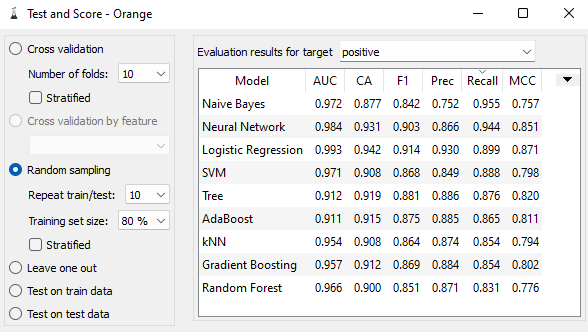 Test and Score - Orange
Cross validation
Number of folds: 10
Stratified
Cross validation by feature
Random sampling
Repeat train/test: 10
Training set size: 80 %
Stratified
Leave one out
Test on train data
Test on test data
Evaluation results for target positive
Model AUC CA F1 Prec Recall MCC
Naive Bayes 0.972 0.877 0.842 0.752 0.955 0.757
Neural Network 0.984 0.931 0.903 0.866 0.944 0.851
Logistic Regression 0.993 0.942 0.914 0.930 0.899 0.871
SVM 0.971 0.908 0.868 0.849 0.888 0.798
Tree 0.912 0.919 0.881 0.886 0.876 0.820
AdaBoost 0.911 0.915 0.875 0.885 0.865 0.811
kNN 0.954 0.908 0.864 0.874 0.854 0.794
Gradient Boosting 0.957 0.912 0.869 0.884 0.854 0.802
Random Forest 0.966 0.900 0.851 0.871 0.831 0.776